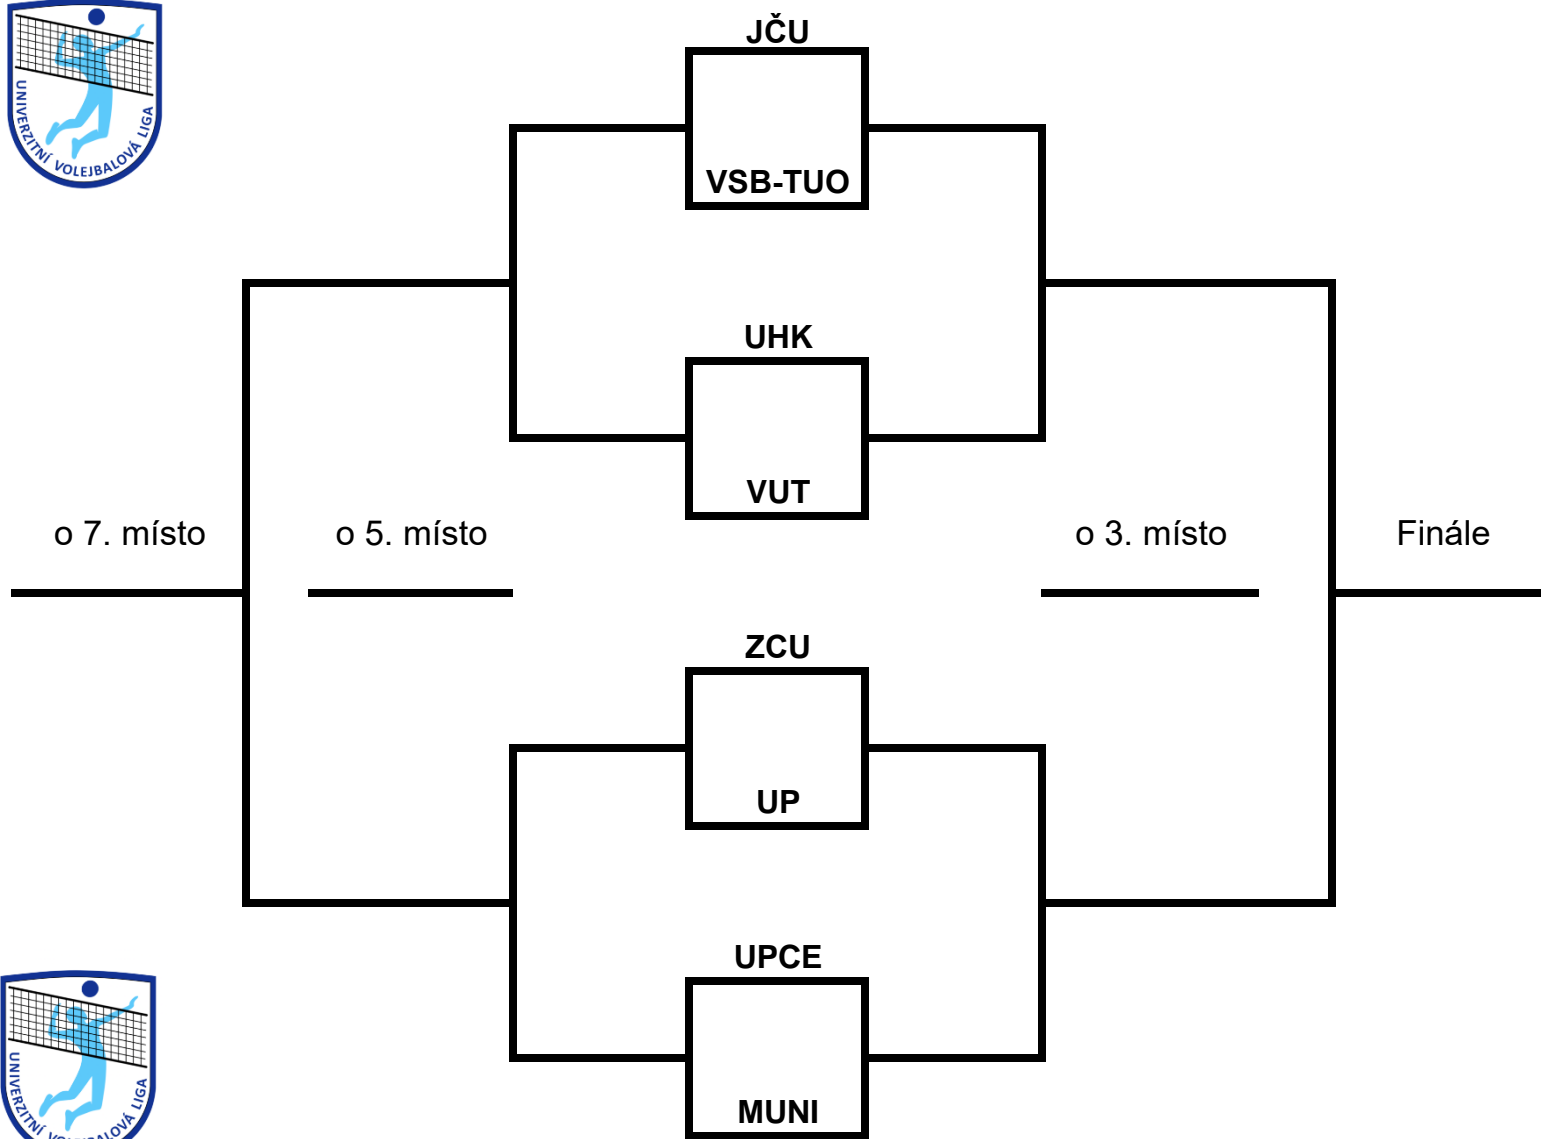 UNIVERZITNÍ VOLEJBALOVÁ LIGA
JČU
VSB-TUO
UHK
VUT
o 7. místo
o 5. místo
o 3. místo
Finále
ZCU
UP
UPCE
MUNI
UNIVERZITNÍ VOLEJBALOVÁ LIGA